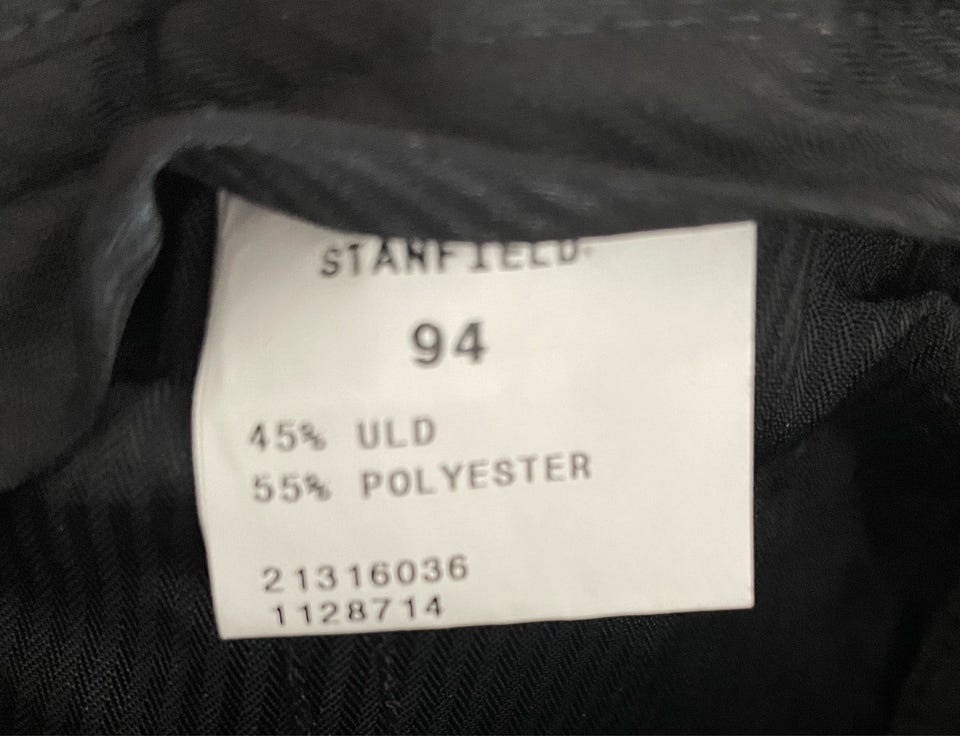 STANFIELD
94
45% ULD
55% POLYESTER
21316036
1128714